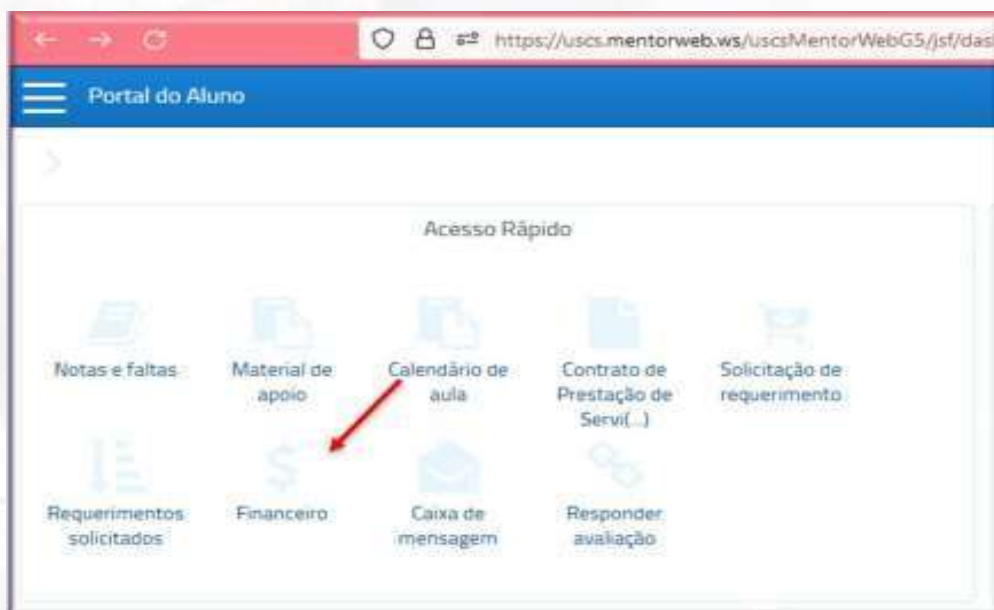 https://uscs.mentorweb.ws/uscsMentorWebG5/jsf/das
Portal do Aluno
Acesso Rápido
Notas e faltas
Material de
apoio
Calendário de
aula
Contrato de
Prestação de
Servi(...)
Solicitação de
requerimento
Requerimentos
solicitados
Financeiro
Caixa de
mensagem
Responder
avaliação